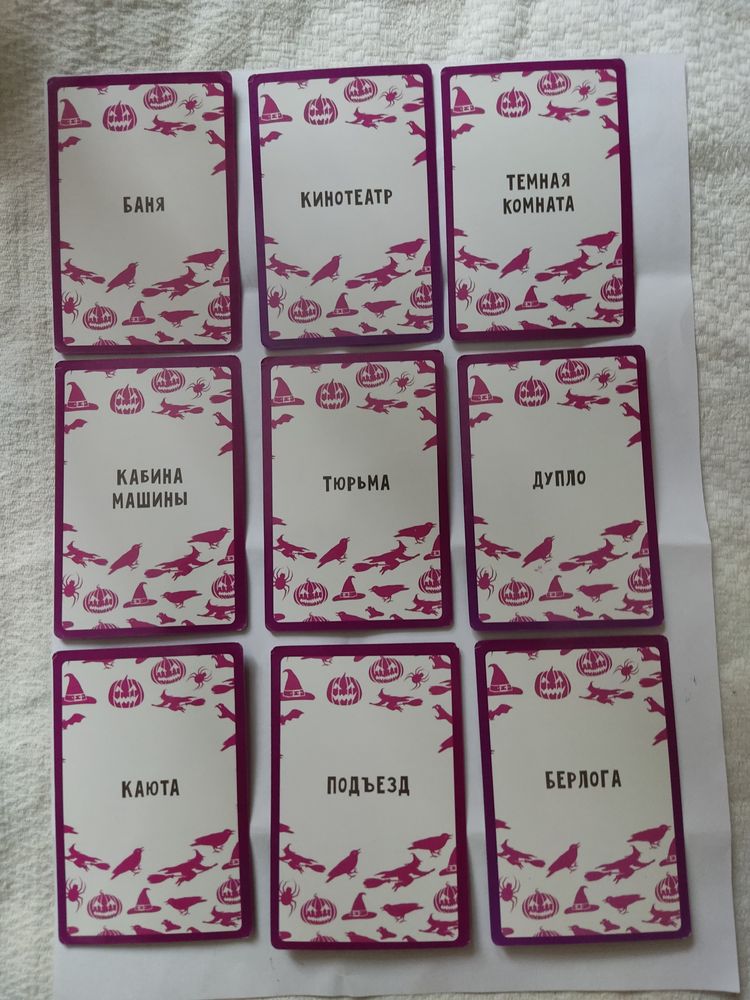 БАНЯ
КИНОТЕАТР
ТЕМНАЯ
КОМНАТА
КАБИНА
МАШИНЫ
ТЮРЬМА
ДУПЛО
КАЮТА
ПОДЪЕЗД
БЕРЛОГА